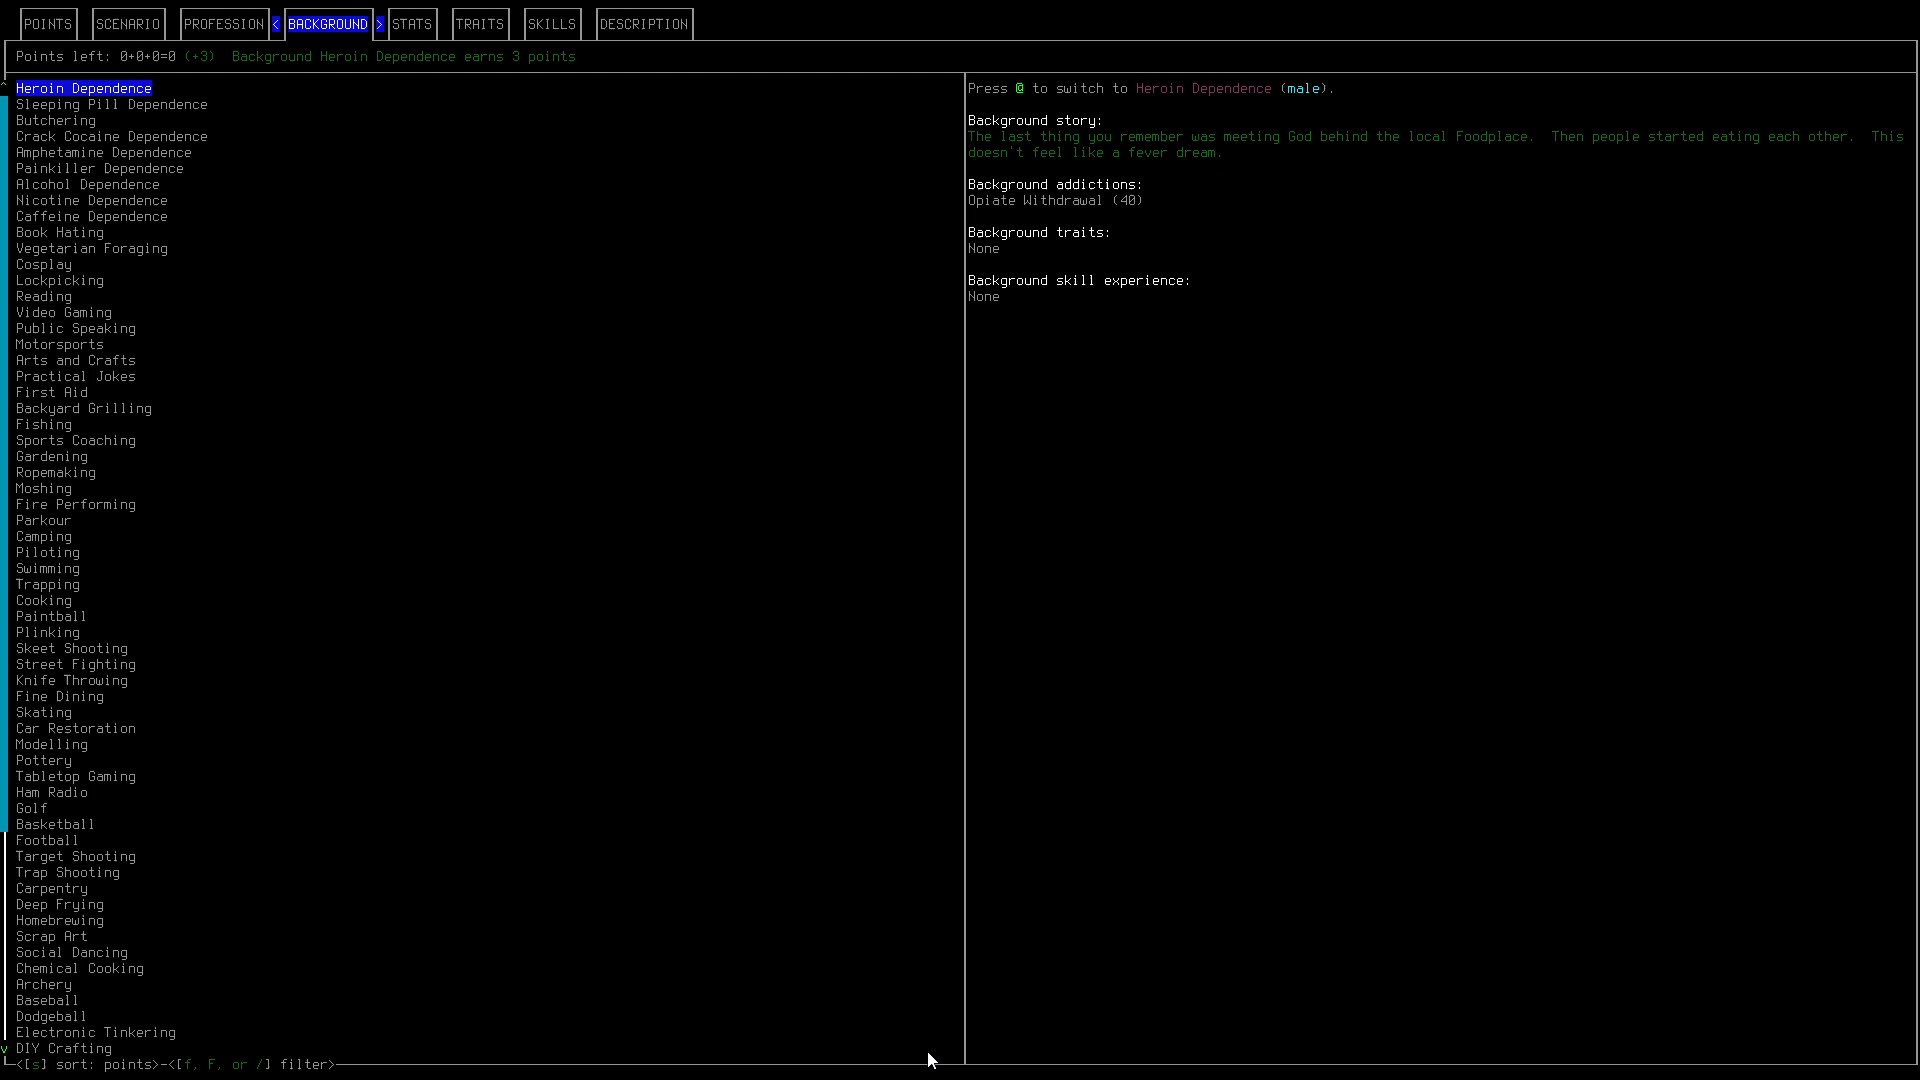 POINTS SCENARIO PROFESSION < BACKGROUND > STATS TRAITS SKILLS DESCRIPTION
Points left: 0+0+0=0 (+3) Background Heroin Dependence earns 3 points
Heroin Dependence
Sleeping Pill Dependence
Butchering
Crack Cocaine Dependence
Amphetamine Dependence
Painkiller Dependence
Alcohol Dependence
Nicotine Dependence
Caffeine Dependence
Book Hating
Vegetarian Foraging
Cosplay
Lockpicking
Reading
Video Gaming
Public Speaking
Motorsports
Arts and Crafts
Practical Jokes
First Aid
Backyard Grilling
Fishing
Sports Coaching
Gardening
Ropemaking
Moshing
Fire Performing
Parkour
Camping
Piloting
Swimming
Trapping
Cooking
Paintball
Plinking
Skeet Shooting
Street Fighting
Knife Throwing
Fine Dining
Skating
Car Restoration
Modelling
Pottery
Tabletop Gaming
Ham Radio
Golf
Basketball
Football
Target Shooting
Trap Shooting
Carpentry
Deep Frying
Homebrewing
Scrap Art
Social Dancing
Chemical Cooking
Archery
Baseball
Dodgeball
Electronic Tinkering
DIY Crafting
<[s] sort: points>-<[f, F, or /] filter>
Press @ to switch to Heroin Dependence (male).
Background story:
The last thing you remember was meeting God behind the local Foodplace. Then people started eating each other. This
doesn't feel like a fever dream.
Background addictions:
Opiate Withdrawal (40)
Background traits:
None
Background skill experience:
None